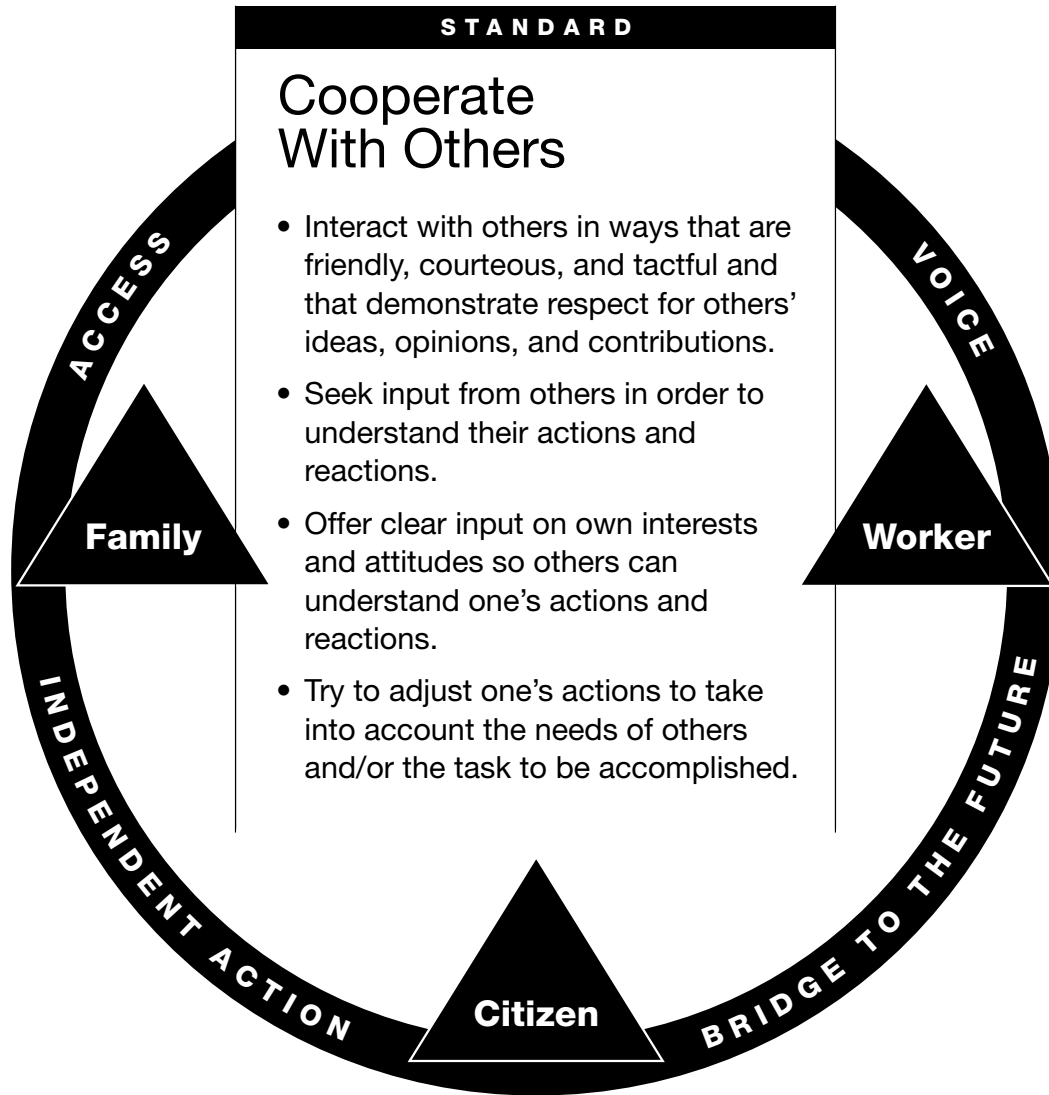 STANDARD
Cooperate
With Others
• Interact with others in ways that are
friendly, courteous, and tactful and
that demonstrate respect for others’
ideas, opinions, and contributions.
• Seek input from others in order to
understand their actions and
reactions.
• Offer clear input on own interests
and attitudes so others can
understand one’s actions and
reactions.
• Try to adjust one’s actions to take
into account the needs of others
and/or the task to be accomplished.
ACCESS
VOICE
Family
Worker
INDEPENDENT ACTION
BRIDGE TO THE FUTURE
Citizen